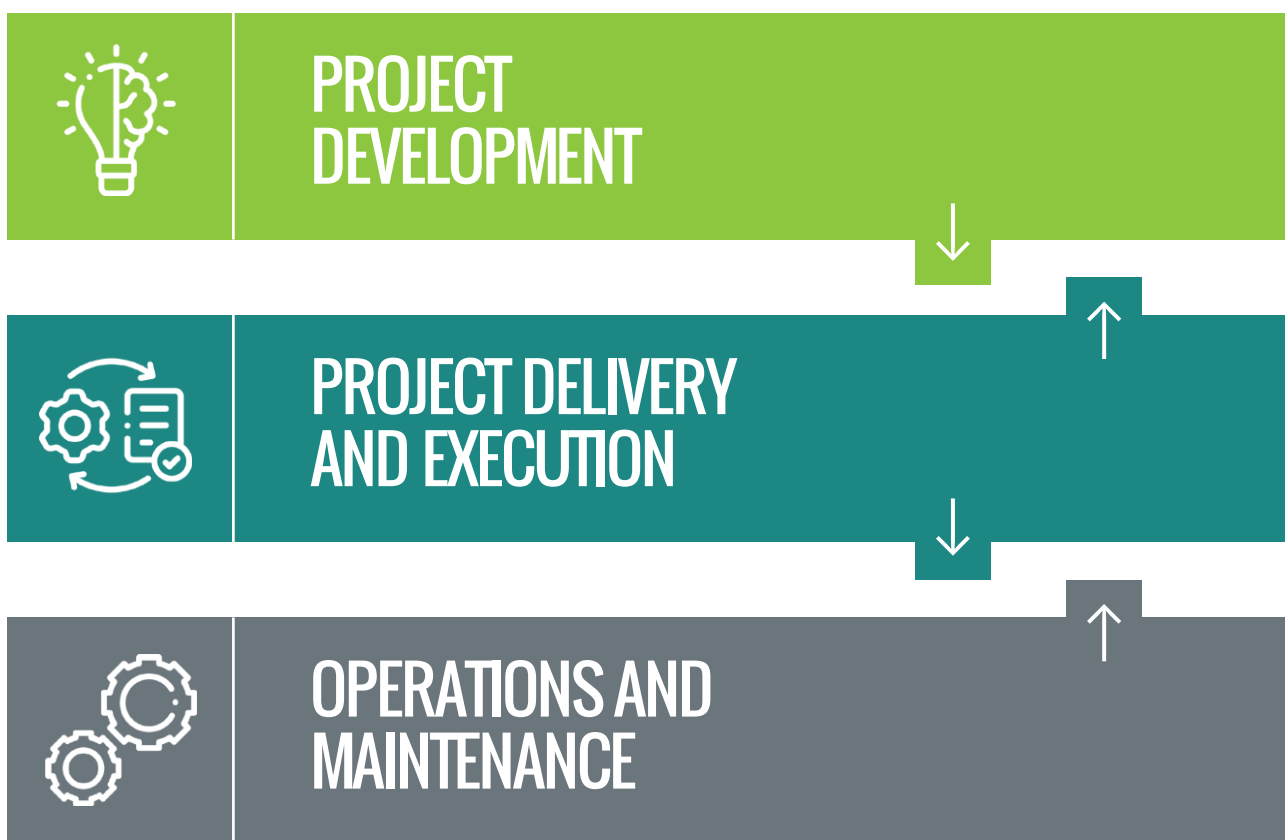 PROJECT
DEVELOPMENT
PROJECT DELIVERY
AND EXECUTION
OPERATIONS AND
MAINTENANCE